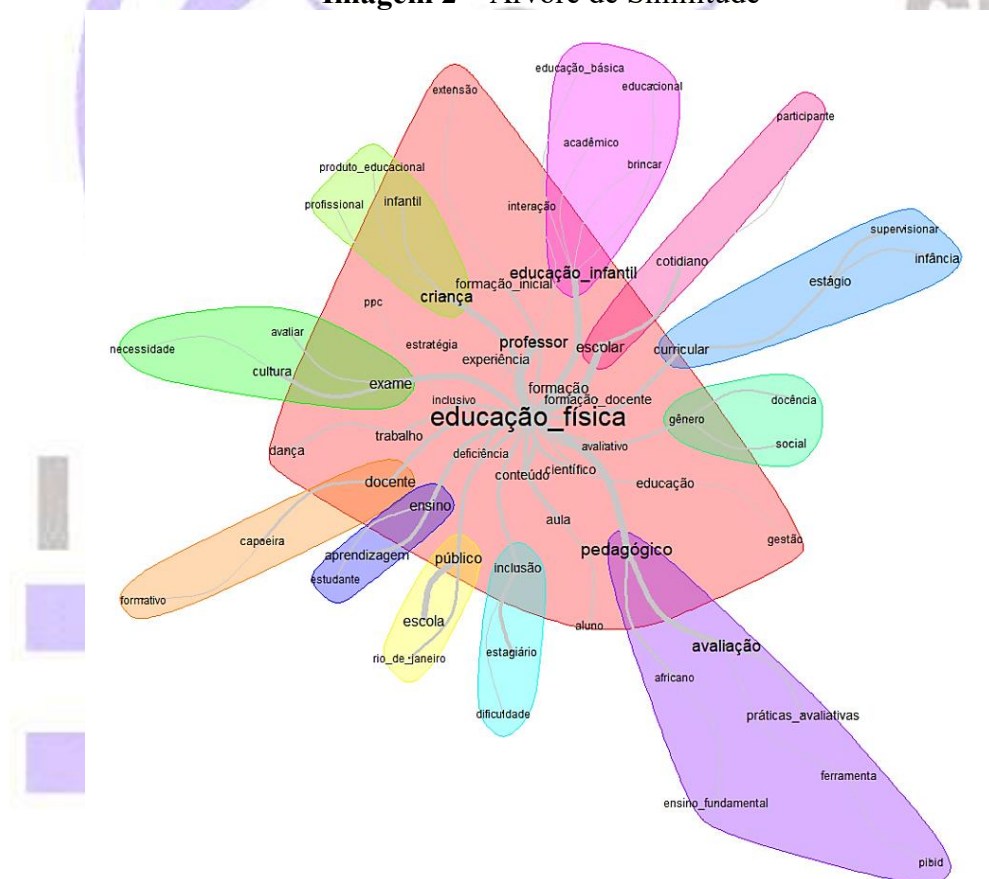 Imagem 2 – Árvore de Similitude
educação_básica
educacional
extensão
participante
acadêmico
produto_educacional
brincar
profissional
infantil
interação
supervisionar
cotidiano
infância
educação_infantil
estágio
formação_inicial
criança
ppc
professor
escolar
curricular
avaliar
estratégia
necessidade
experiência
cultura
exame
formação
formação_docente
inclusivo
docência
educação_física
gênero
trabalho
social
dança
avaliativo
deficiência
científico
conteúdo
docente
educação
ensino
aula
capoeira
gestão
pedagógico
aprendizagem
público
inclusão
estudante
formativo
escola
aluno
avaliação
estagiário
rio_de_janeiro
africano
dificuldade
práticas_avaliativas
ferramenta
ensino_fundamental
pibid